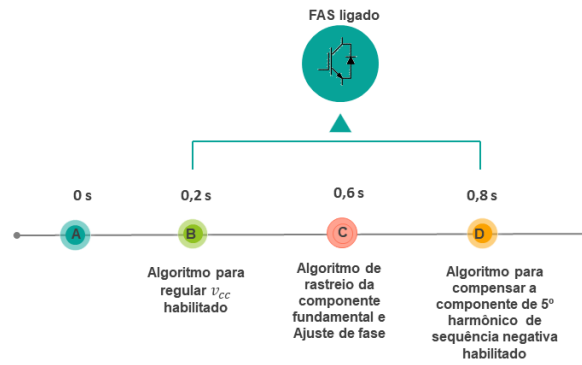 FAS ligado
0 s
0,2 s
0,6 s
0,8 s
A
B
C
D
Algoritmo para
regular v_cc
habilitado
Algoritmo de
rastreio da
componente
fundamental e
Ajuste de fase
Algoritmo para
compensar a
componente de 5º
harmônico de
sequência negativa
habilitado